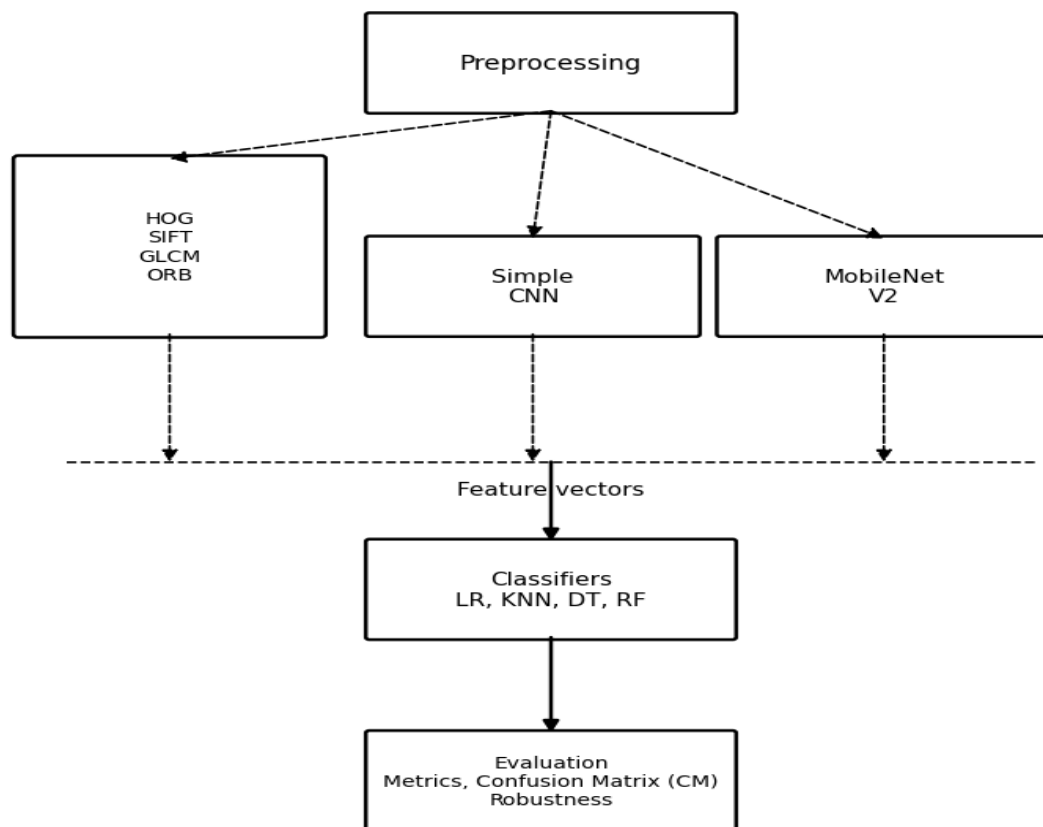 Preprocessing
HOG
SIFT
GLCM
ORB
Simple
CNN
MobileNet
V2
Feature vectors
Classifiers
LR, KNN, DT, RF
Evaluation
Metrics, Confusion Matrix (CM)
Robustness